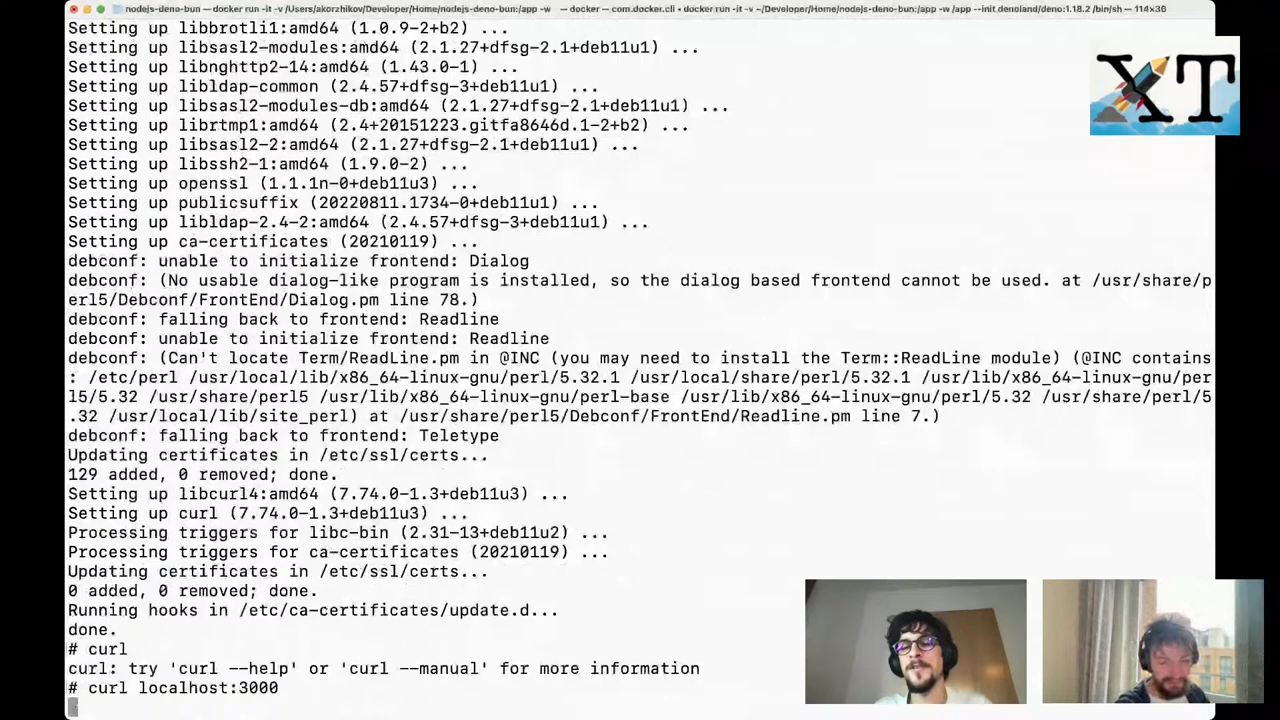 nodejs-deno-bun — docker run -it -v /Users/akorzhikov/Developer/Home/nodejs-deno-bun:/app -w — docker — com.docker.cli ‹ docker run -it -v ~/Developer/Home/nodejs-deno-bun:/app -w /app --init denoland/deno:1.18.2 /bin/sh — 114×36
Setting up libbrotli1:amd64 (1.0.9-2+b2) ...
Setting up libsasl2-modules:amd64 (2.1.27+dfsg-2.1+deb11u1) ...
Setting up libnghttp2-14:amd64 (1.43.0-1) ...
Setting up libldap-common (2.4.57+dfsg-3+deb11u1) ...
Setting up libsasl2-modules-db:amd64 (2.1.27+dfsg-2.1+deb11u1) ...
Setting up librtmp1:amd64 (2.4+20151223.gitfa8646d.1-2+b2) ...
Setting up libsasl2-2:amd64 (2.1.27+dfsg-2.1+deb11u1) ...
Setting up libssh2-1:amd64 (1.9.0-2) ...
Setting up openssl (1.1.1n-0+deb11u3) ...
Setting up publicsuffix (20220811.1734-0+deb11u1) ...
Setting up libldap-2.4-2:amd64 (2.4.57+dfsg-3+deb11u1) ...
Setting up ca-certificates (20210119) ...
debconf: unable to initialize frontend: Dialog
debconf: (No usable dialog-like program is installed, so the dialog based frontend cannot be used. at /usr/share/p
erl5/Debconf/FrontEnd/Dialog.pm line 78.)
debconf: falling back to frontend: Readline
debconf: unable to initialize frontend: Readline
debconf: (Can't locate Term/ReadLine.pm in @INC (you may need to install the Term::ReadLine module) (@INC contains
: /etc/perl /usr/local/lib/x86_64-linux-gnu/perl/5.32.1 /usr/local/share/perl/5.32.1 /usr/lib/x86_64-linux-gnu/per
l5/5.32 /usr/share/perl5 /usr/lib/x86_64-linux-gnu/perl-base /usr/lib/x86_64-linux-gnu/perl/5.32 /usr/share/perl/5
.32 /usr/local/lib/site_perl) at /usr/share/perl5/Debconf/FrontEnd/Readline.pm line 7.)
debconf: falling back to frontend: Teletype
Updating certificates in /etc/ssl/certs...
129 added, 0 removed; done.
Setting up libcurl4:amd64 (7.74.0-1.3+deb11u3) ...
Setting up curl (7.74.0-1.3+deb11u3) ...
Processing triggers for libc-bin (2.31-13+deb11u2) ...
Processing triggers for ca-certificates (20210119) ...
Updating certificates in /etc/ssl/certs...
0 added, 0 removed; done.
Running hooks in /etc/ca-certificates/update.d...
done.
# curl
curl: try 'curl --help' or 'curl --manual' for more information
# curl localhost:3000
XT